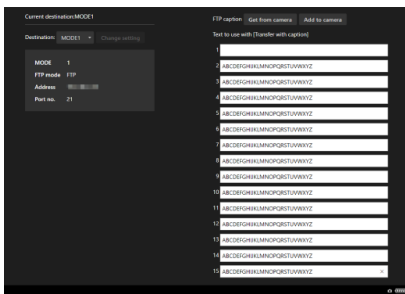 Current destination:MODE1
Destination: MODE1 Change setting
MODE 1
FTP mode FTP
Address
Port no. 21
FTP caption Get from camera Add to camera
Text to use with [Transfer with caption]
1
2 ABCDEFGHIJKLMNOPQRSTUVWXYZ
3 ABCDEFGHIJKLMNOPQRSTUVWXYZ
4 ABCDEFGHIJKLMNOPQRSTUVWXYZ
5 ABCDEFGHIJKLMNOPQRSTUVWXYZ
6 ABCDEFGHIJKLMNOPQRSTUVWXYZ
7 ABCDEFGHIJKLMNOPQRSTUVWXYZ
8 ABCDEFGHIJKLMNOPQRSTUVWXYZ
9 ABCDEFGHIJKLMNOPQRSTUVWXYZ
10 ABCDEFGHIJKLMNOPQRSTUVWXYZ
11 ABCDEFGHIJKLMNOPQRSTUVWXYZ
12 ABCDEFGHIJKLMNOPQRSTUVWXYZ
13 ABCDEFGHIJKLMNOPQRSTUVWXYZ
14 ABCDEFGHIJKLMNOPQRSTUVWXYZ
15 ABCDEFGHIJKLMNOPQRSTUVWXYZ ×